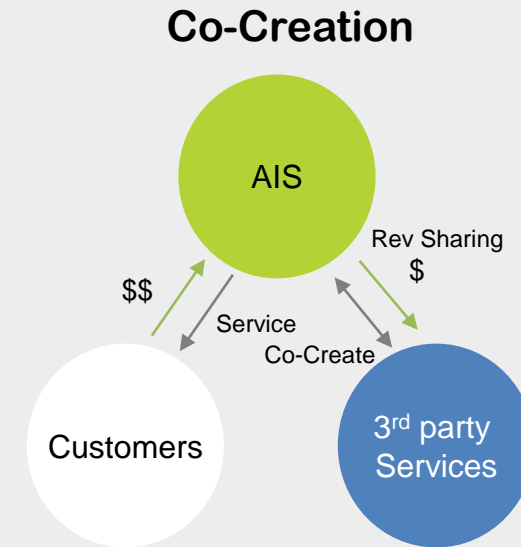 Co-Creation
AIS
Rev Sharing
$
$$
Service
Co-Create
Customers
3rd party
Services